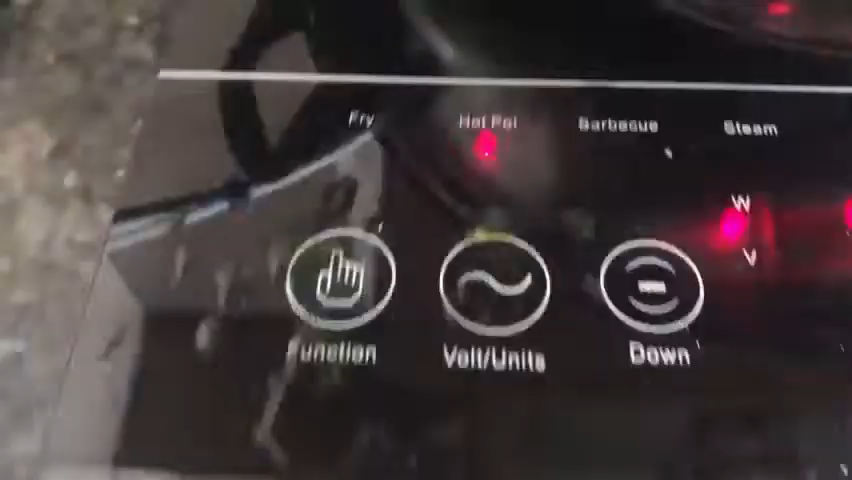 Fry Hot Pot Barbecue Steam
W
V
Function Volt/Units Down